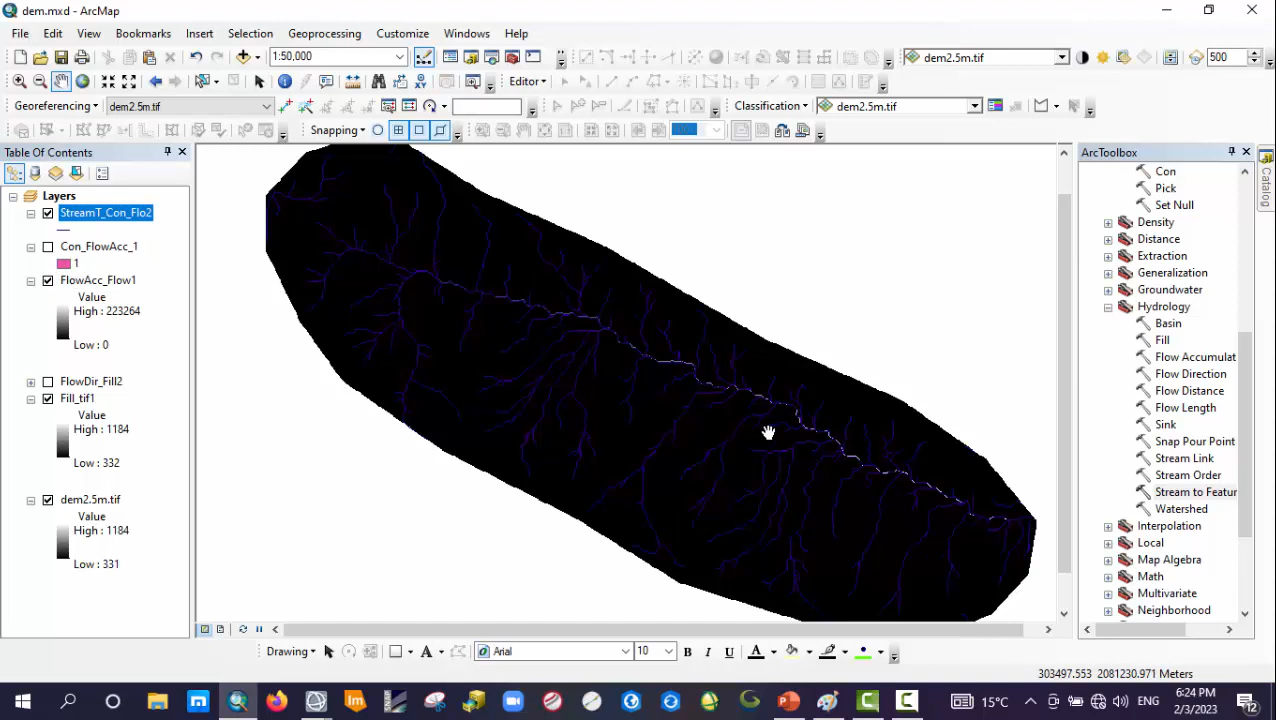 dem.mxd - ArcMap
File Edit View Bookmarks Insert Selection Geoprocessing Customize Windows Help
1:50,000 dem2.5m.tif 500
Editor
Georeferencing dem2.5m.tif Classification dem2.5m.tif
Snapping
Table Of Contents
Layers
StreamT_Con_Flo2
Con_FlowAcc_1
1
FlowAcc_Flow1
Value
High : 223264
Low : 0
FlowDir_Fill2
Fill_tif1
Value
High : 1184
Low : 332
dem2.5m.tif
Value
High : 1184
Low : 331
ArcToolbox
Con
Pick
Set Null
Density
Distance
Extraction
Generalization
Groundwater
Hydrology
Basin
Fill
Flow Accumulat
Flow Direction
Flow Distance
Flow Length
Sink
Snap Pour Point
Stream Link
Stream Order
Stream to Featur
Watershed
Interpolation
Local
Map Algebra
Math
Multivariate
Neighborhood
Catalog
Drawing A Arial 10 B I U A
303497.553 2081230.971 Meters
15°C ENG 6:24 PM
2/3/2023 12